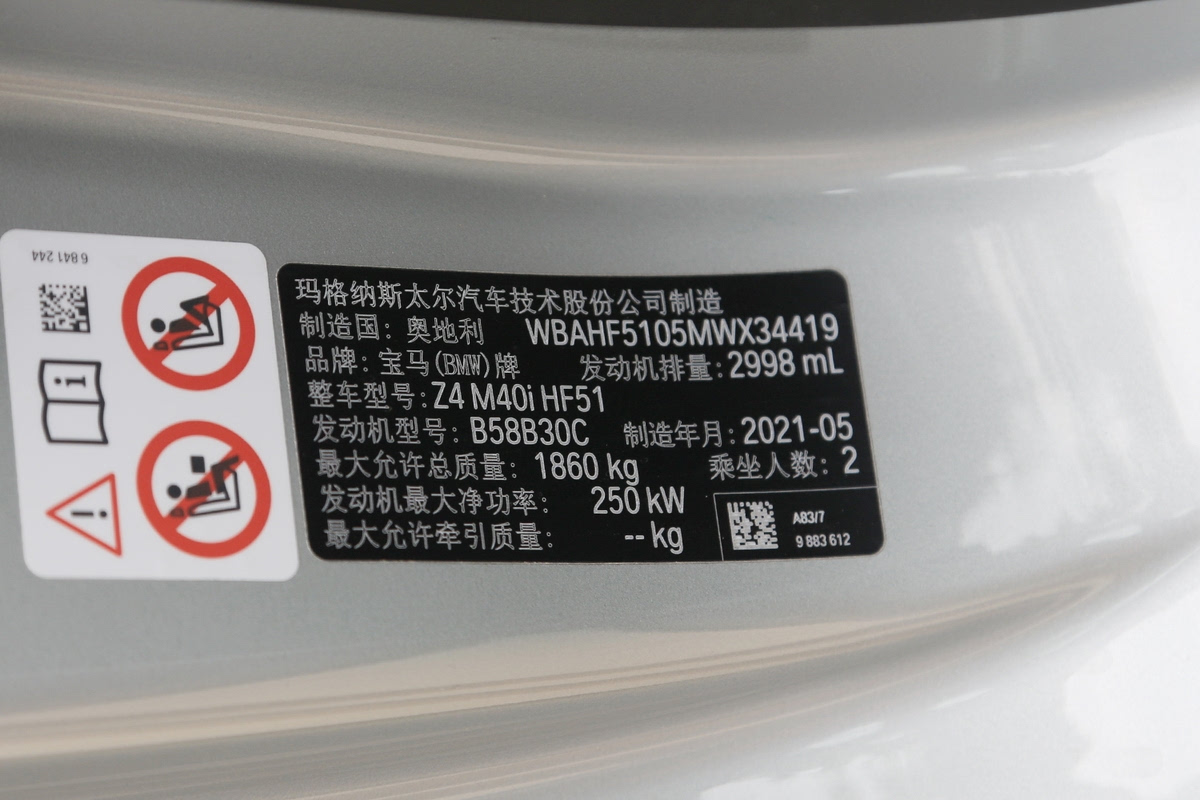 6 841 244
玛格纳斯太尔汽车技术股份公司制造
制造国：奥地利 WBAHF5105MWX34419
品牌：宝马(BMW)牌 发动机排量：2998 mL
整车型号：Z4 M40i HF51
发动机型号：B58B30C 制造年月：2021-05
最大允许总质量：1860 kg 乘坐人数：2
发动机最大净功率： 250 kW
最大允许牵引质量： -- kg
A83/7
9 883 612